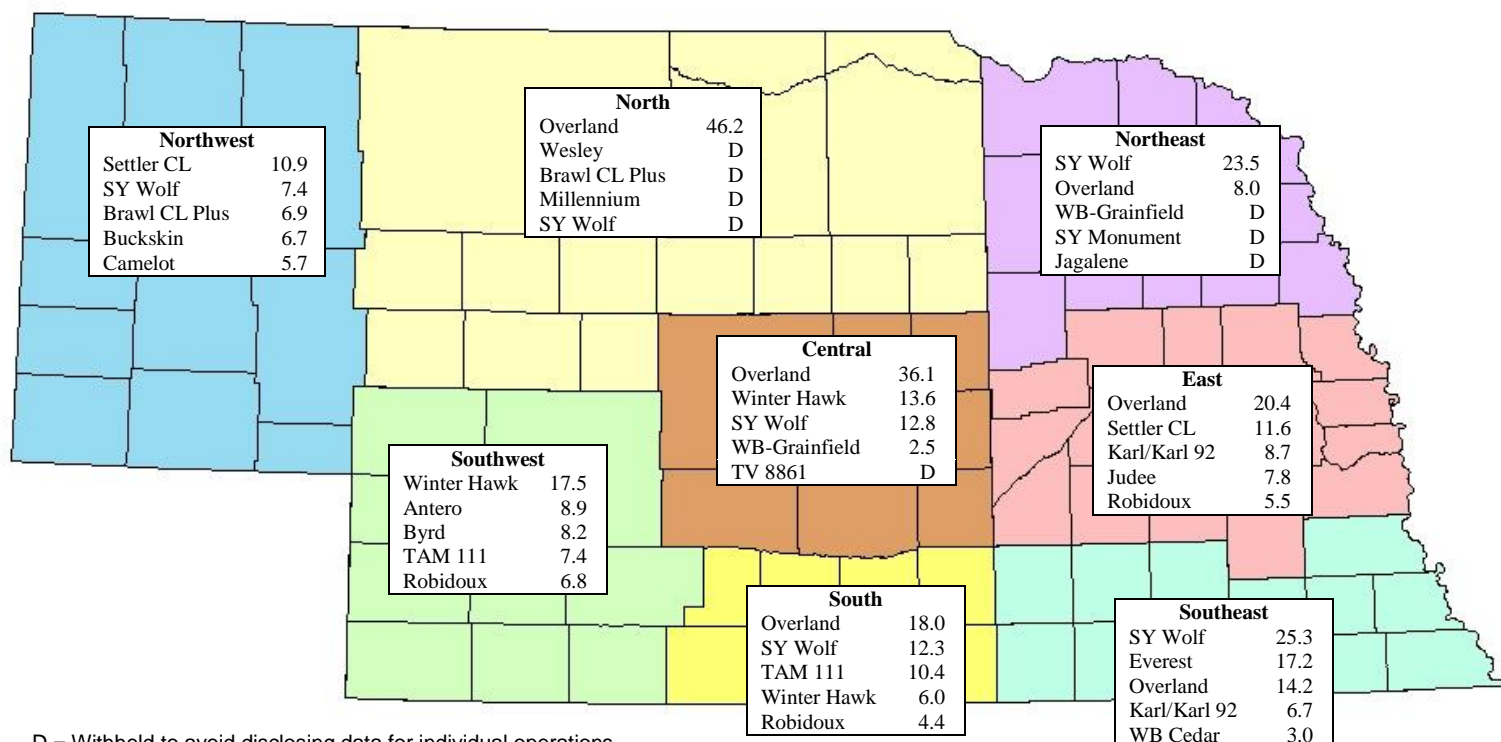 Northwest
Settler CL 10.9
SY Wolf 7.4
Brawl CL Plus 6.9
Buckskin 6.7
Camelot 5.7
North
Overland 46.2
Wesley D
Brawl CL Plus D
Millennium D
SY Wolf D
Northeast
SY Wolf 23.5
Overland 8.0
WB-Grainfield D
SY Monument D
Jagalene D
Central
Overland 36.1
Winter Hawk 13.6
SY Wolf 12.8
WB-Grainfield 2.5
TV 8861 D
East
Overland 20.4
Settler CL 11.6
Karl/Karl 92 8.7
Judee 7.8
Robidoux 5.5
Southwest
Winter Hawk 17.5
Antero 8.9
Byrd 8.2
TAM 111 7.4
Robidoux 6.8
South
Overland 18.0
SY Wolf 12.3
TAM 111 10.4
Winter Hawk 6.0
Robidoux 4.4
Southeast
SY Wolf 25.3
Everest 17.2
Overland 14.2
Karl/Karl 92 6.7
WB Cedar 3.0
D = Withheld to avoid disclosing data for individual operations